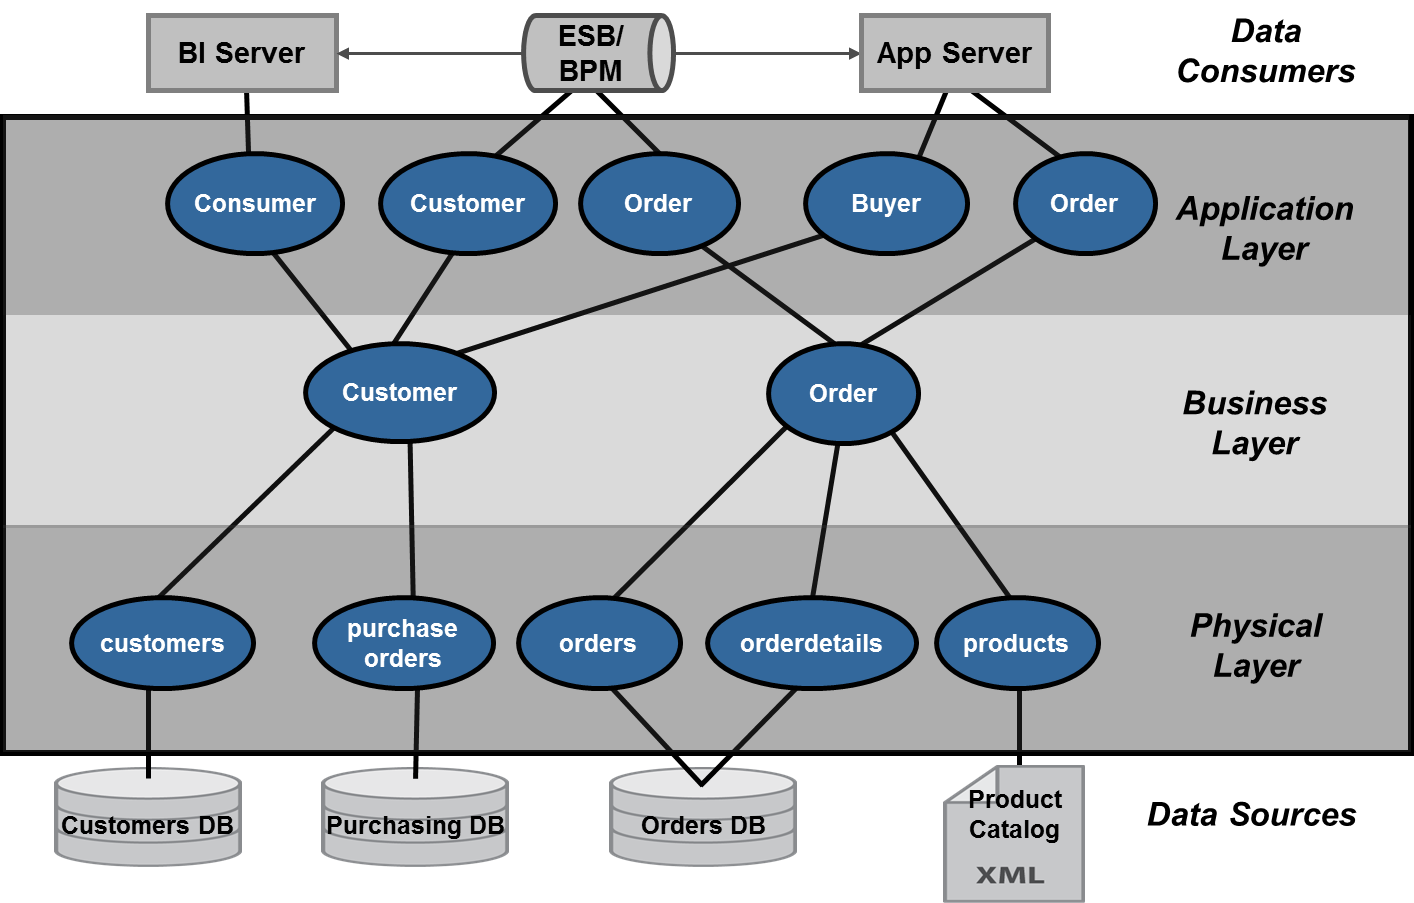 BI Server
ESB/
BPM
App Server
Data
Consumers
Consumer
Customer
Order
Buyer
Order
Application
Layer
Customer
Order
Business
Layer
customers
purchase
orders
orders
orderdetails
products
Physical
Layer
Customers DB
Purchasing DB
Orders DB
Product
Catalog
XML
Data Sources